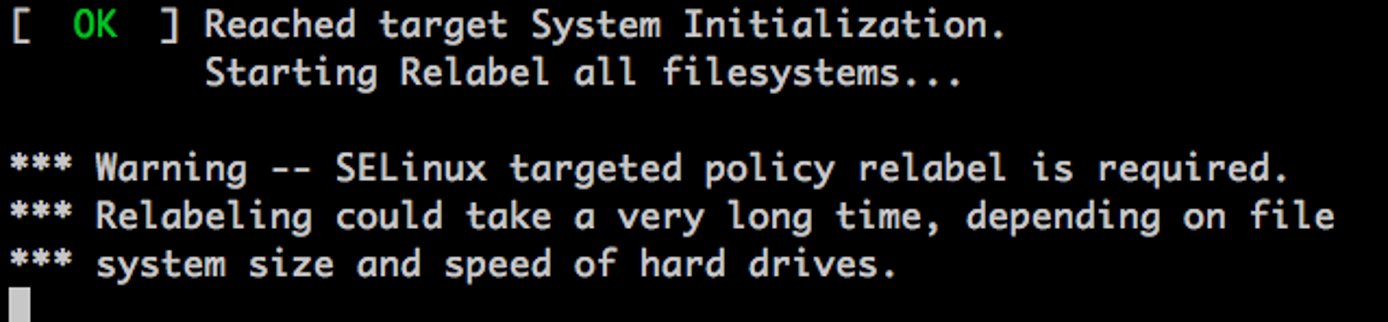 [  OK  ] Reached target System Initialization.
         Starting Relabel all filesystems...
*** Warning -- SELinux targeted policy relabel is required.
*** Relabeling could take a very long time, depending on file
*** system size and speed of hard drives.